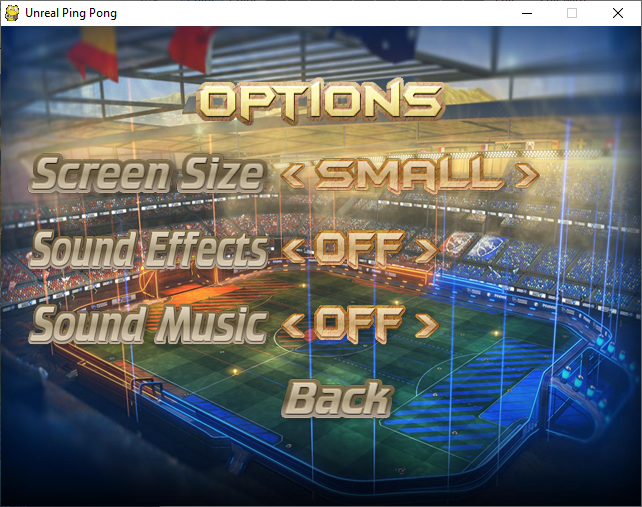 Unreal Ping Pong
OPTIONS
Screen Size < SMALL >
Sound Effects < OFF >
Sound Music < OFF >
Back